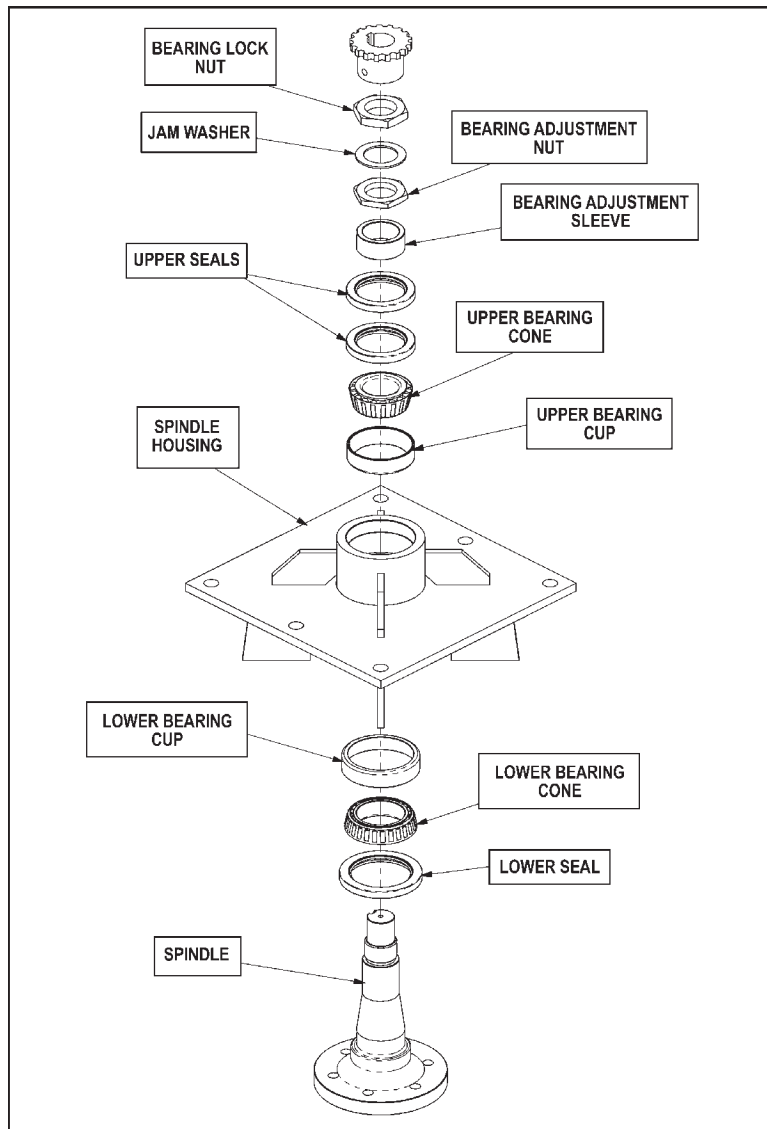 BEARING LOCK
NUT
JAM WASHER
BEARING ADJUSTMENT
NUT
BEARING ADJUSTMENT
SLEEVE
UPPER SEALS
UPPER BEARING
CONE
SPINDLE
HOUSING
UPPER BEARING
CUP
LOWER BEARING
CUP
LOWER BEARING
CONE
LOWER SEAL
SPINDLE